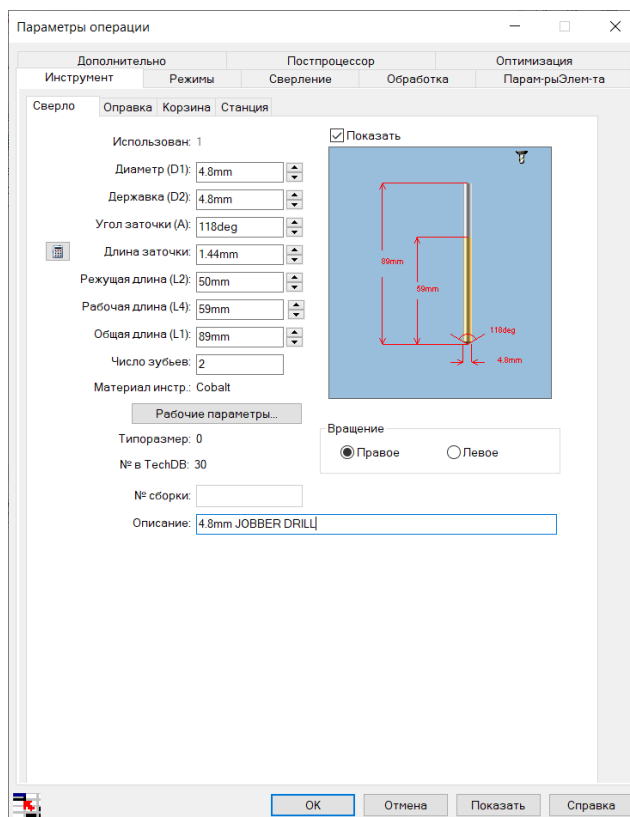 Параметры операции
Дополнительно Постпроцессор Оптимизация
Инструмент Режимы Сверление Обработка Парам-рыЭлем-та
Сверло Оправка Корзина Станция
Использован: 1
Показать
Диаметр (D1): 4.8mm
Державка (D2): 4.8mm
Угол заточки (A): 118deg
Длина заточки: 1.44mm
Режущая длина (L2): 50mm
Рабочая длина (L4): 59mm
Общая длина (L1): 89mm
Число зубьев: 2
Материал инстр.: Cobalt
89mm
59mm
118deg
4.8mm
Рабочие параметры...
Типоразмер: 0
№ в TechDB: 30
Вращение
Правое Левое
№ сборки:
Описание: 4.8mm JOBBER DRILL
OK Отмена Показать Справка